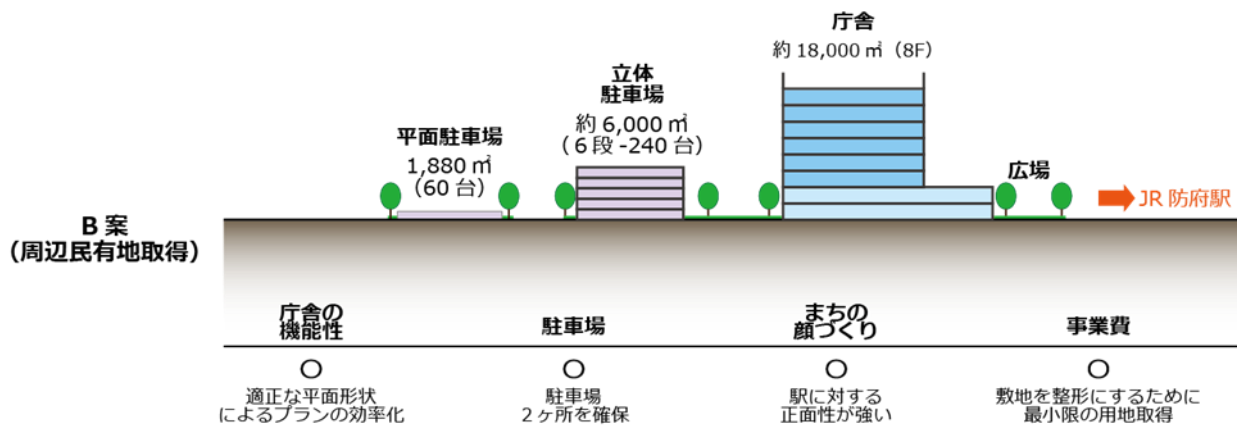 庁舎
約 18,000 ㎡（8F）
立体
駐車場
約 6,000 ㎡
（６段 -240 台）
平面駐車場
1,880 ㎡
（60 台）
広場
JR 防府駅
B 案
（周辺民有地取得）
庁舎の
機能性
駐車場
まちの
顔づくり
事業費
○
○
○
○
適正な平面形状
によるプランの効率化
駐車場
２ヶ所を確保
駅に対する
正面性が強い
敷地を整形にするために
最小限の用地取得